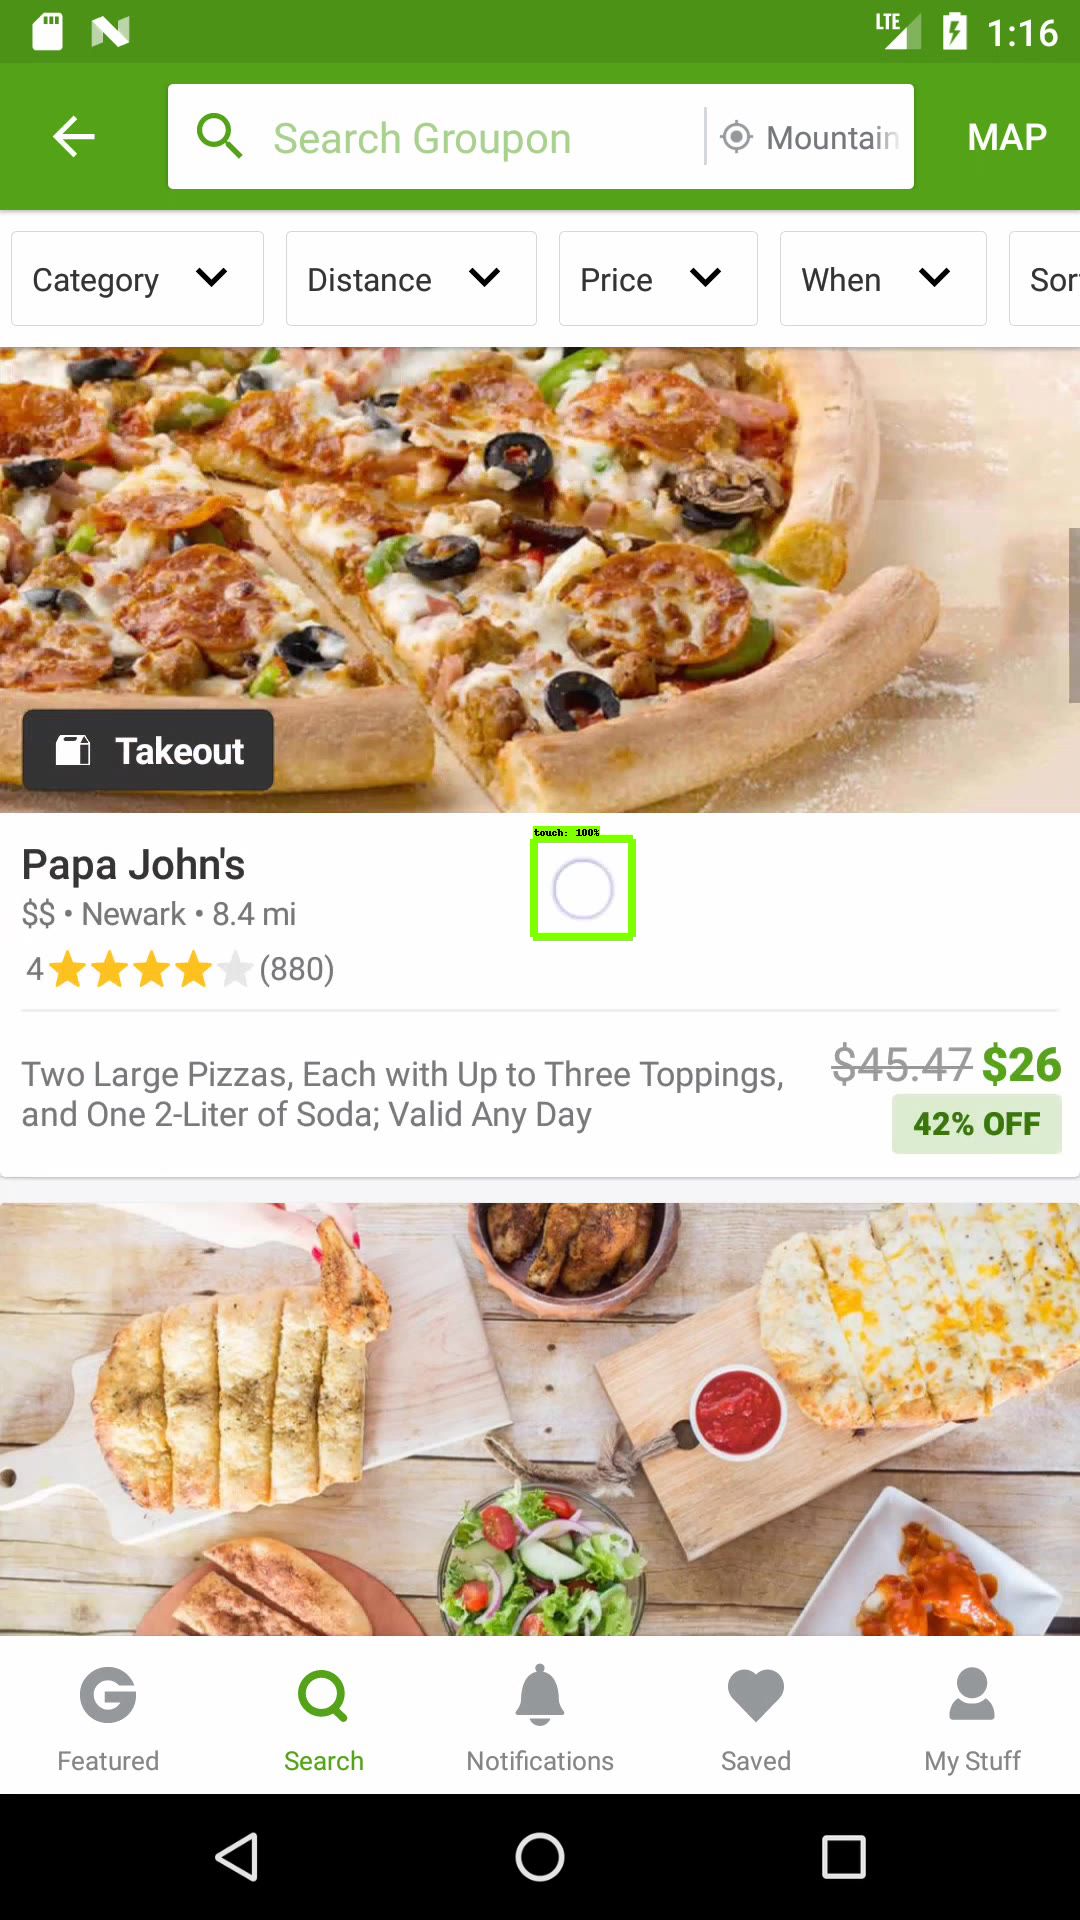 LTE 1:16
Search Groupon Mountain MAP
Category Distance Price When Sor
Takeout
touch: 100%
Papa John's
$$ • Newark • 8.4 mi
4 (880)
Two Large Pizzas, Each with Up to Three Toppings, $45.47 $26
and One 2-Liter of Soda; Valid Any Day 42% OFF
Featured Search Notifications Saved My Stuff